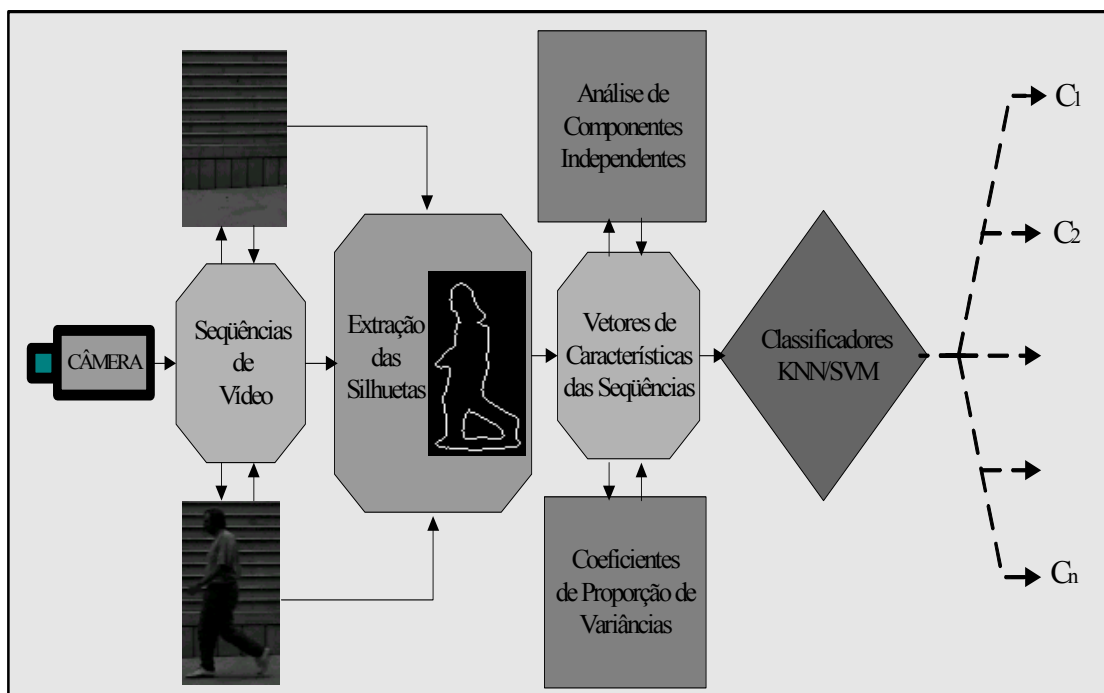 CÂMERA
Seqüências
de
Vídeo
Extração
das
Silhuetas
Análise de
Componentes
Independentes
Vetores de
Características
das Seqüências
Coeficientes
de Proporção de
Variâncias
Classificadores
KNN/SVM
C1
C2
Cn